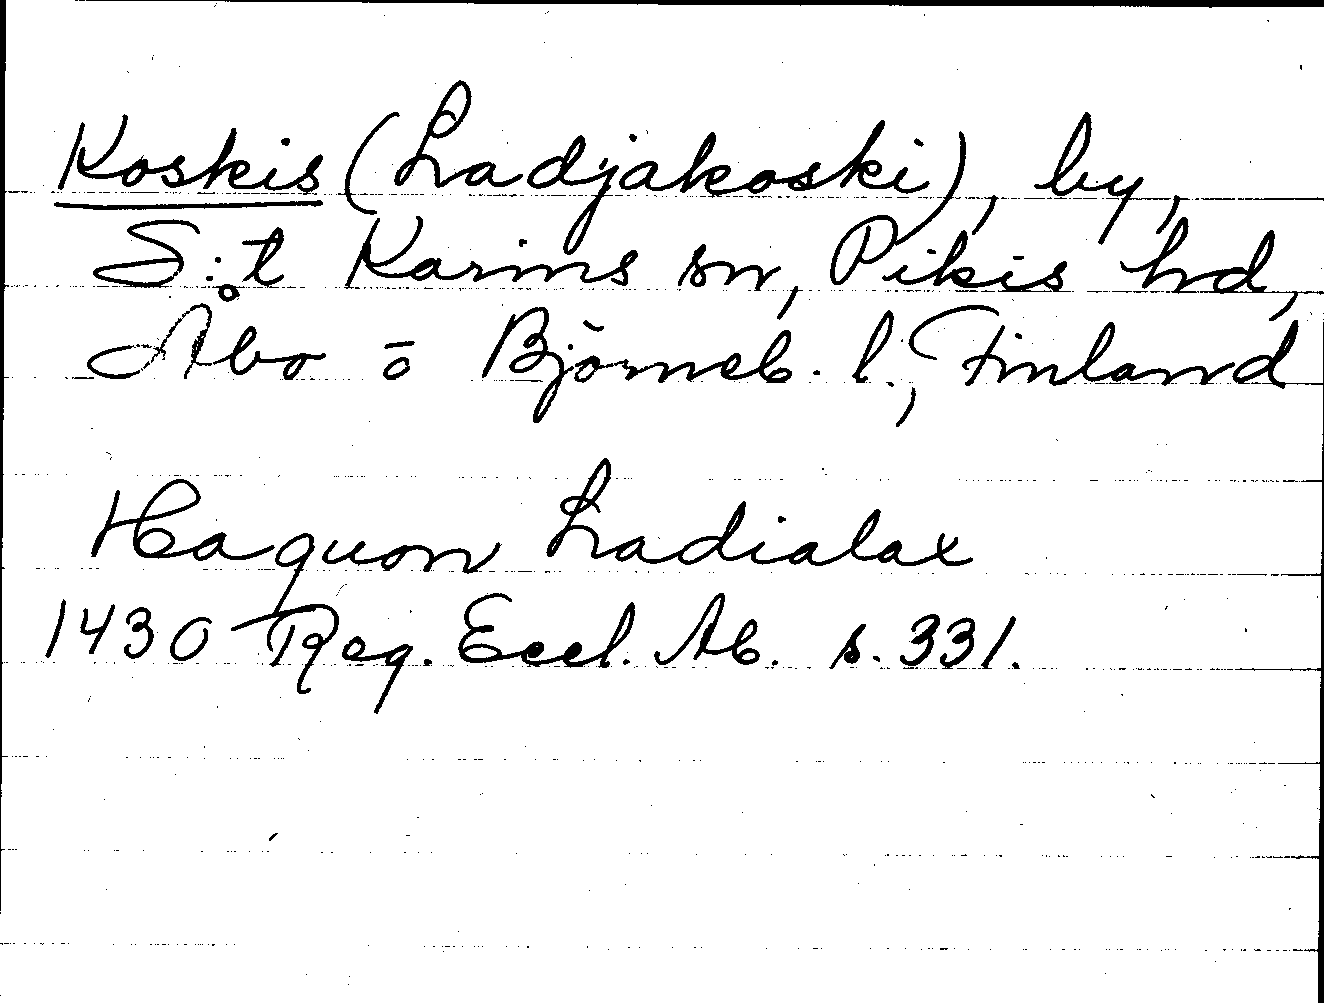 Koskis (Ladjakoski), by,
S:t Karins sn, Pikis hd,
Åbo o Björneb. l., Finland
Haquon Ladialax
1430 Reg. Eccl. Ab. s. 331.